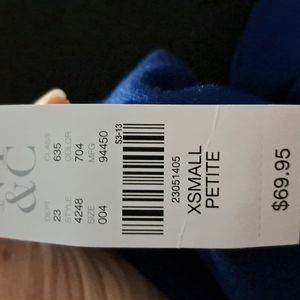 & C
DEPT CLASS
23 635
STYLE COLOR
4248 704
SIZE MFG
004 94450
S3-13
23051405
XSMALL
PETITE
$69.95